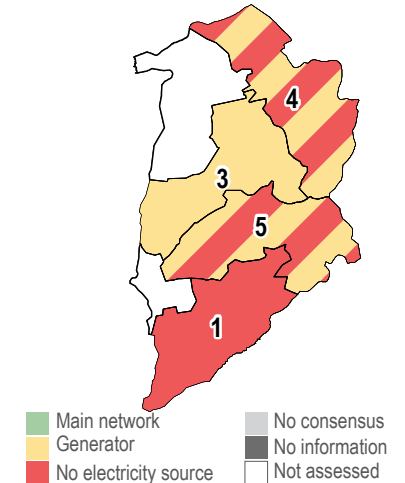 4
3
5
1
Main network
Generator
No electricity source
No consensus
No information
Not assessed